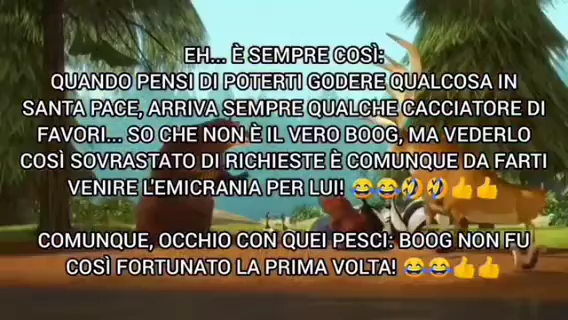 EH... È SEMPRE COSÌ:
QUANDO PENSI DI POTERTI GODERE QUALCOSA IN
SANTA PACE, ARRIVA SEMPRE QUALCHE CACCIATORE DI
FAVORI... SO CHE NON È IL VERO BOOG, MA VEDERLO
COSÌ SOVRASTATO DI RICHIESTE È COMUNQUE DA FARTI
VENIRE L'EMICRANIA PER LUI! 😂😂🤣🤣👍👍
COMUNQUE, OCCHIO CON QUEI PESCI: BOOG NON FU
COSÌ FORTUNATO LA PRIMA VOLTA! 😂😂👍👍